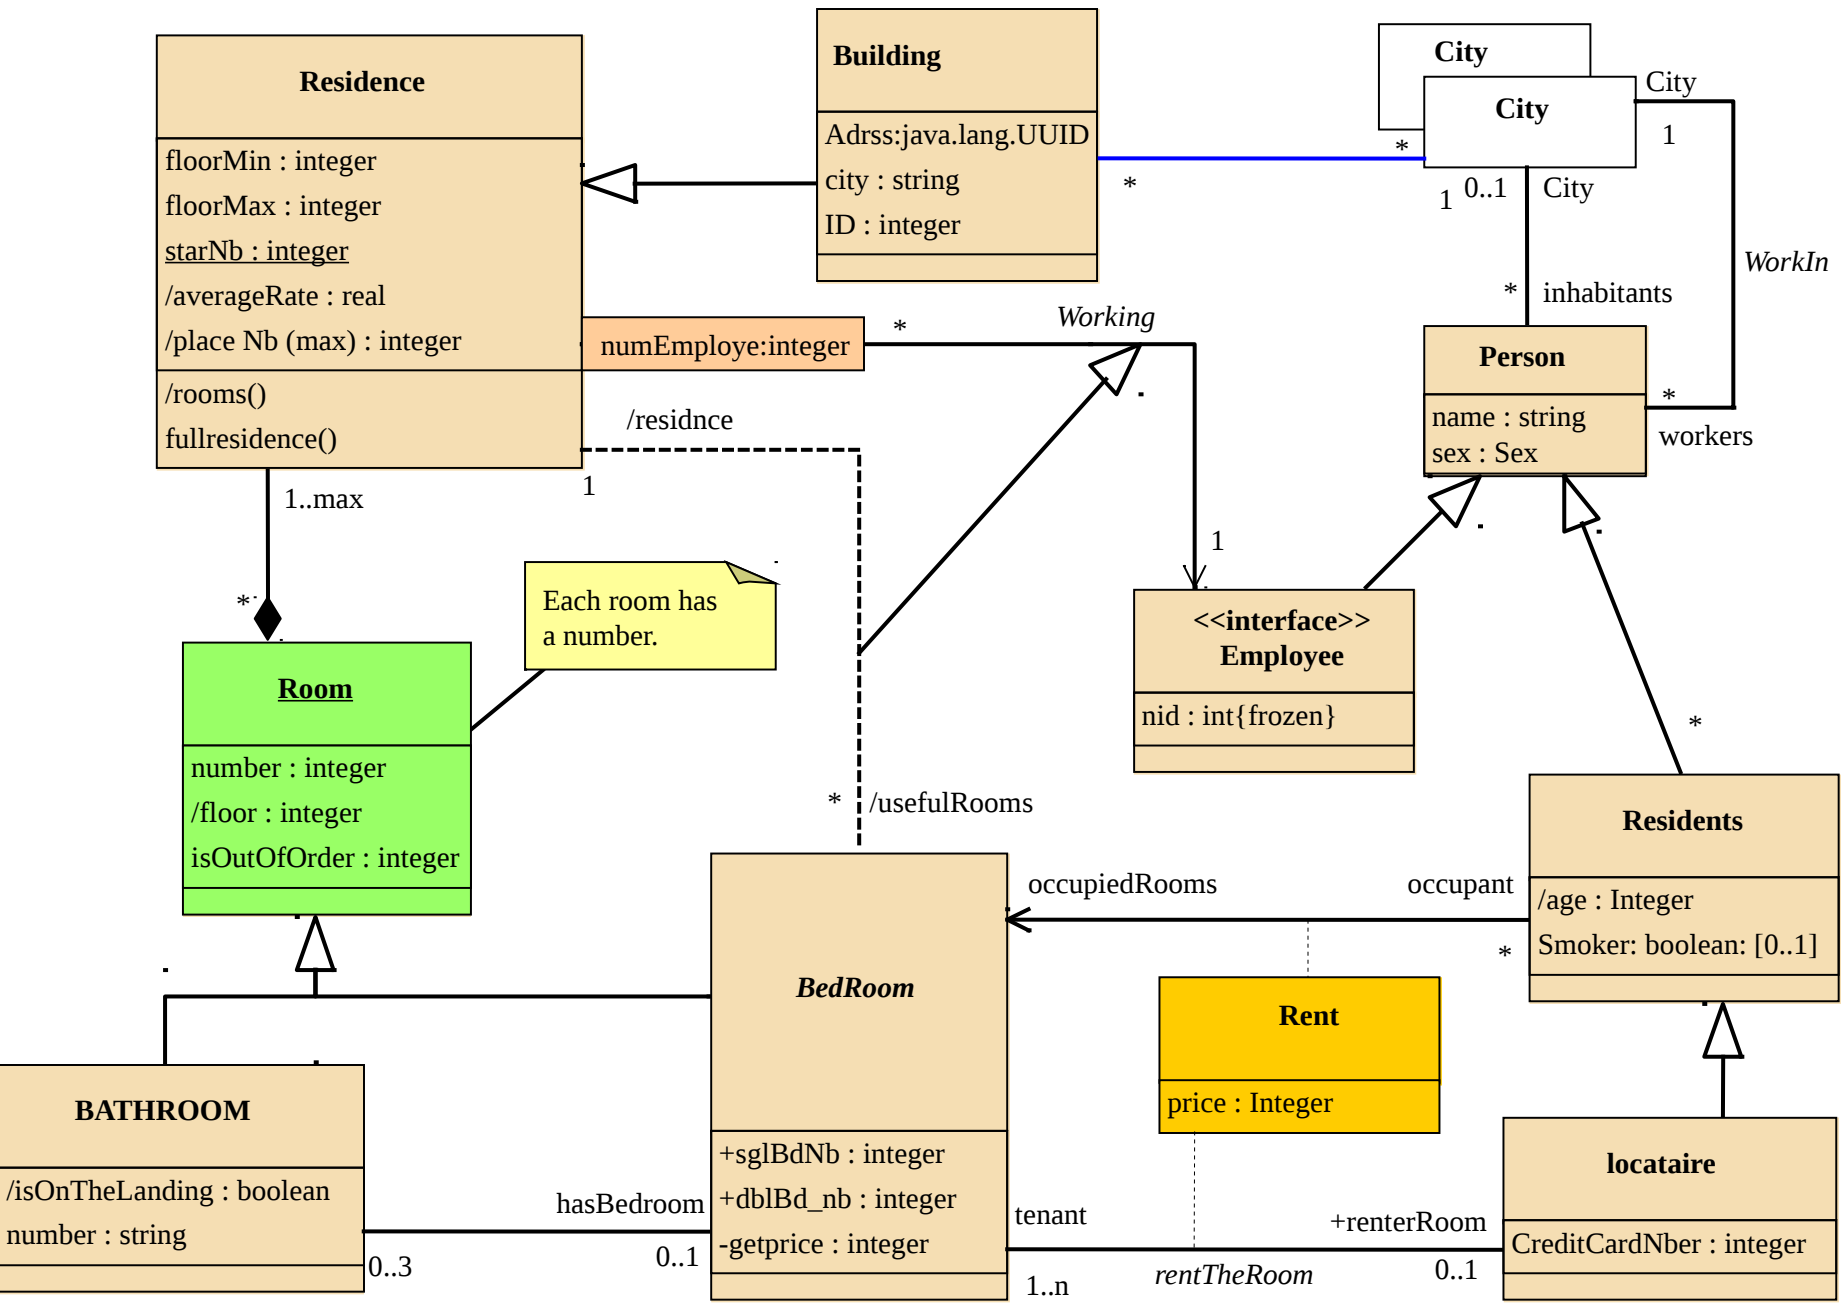 Residence
floorMin : integer
floorMax : integer
starNb : integer
/averageRate : real
/place Nb (max) : integer
/rooms()
fullresidence()
Building
Adrss:java.lang.UUID
city : string
ID : integer
City
City
City
1
*
*
1
0..1
City
WorkIn
*
inhabitants
numEmploye:integer
*
Working
1
Person
name : string
sex : Sex
*
workers
/residnce
1
1..max
*
Each room has
a number.
Room
number : integer
/floor : integer
isOutOfOrder : integer
<<interface>>
Employee
nid : int{frozen}
*
/usefulRooms
*
Residents
/age : Integer
Smoker: boolean: [0..1]
occupiedRooms
occupant
*
BedRoom
+sglBdNb : integer
+dblBd_nb : integer
-getprice : integer
Rent
price : Integer
BATHROOM
/isOnTheLanding : boolean
number : string
0..3
hasBedroom
0..1
tenant
1..n
rentTheRoom
+renterRoom
0..1
locataire
CreditCardNber : integer